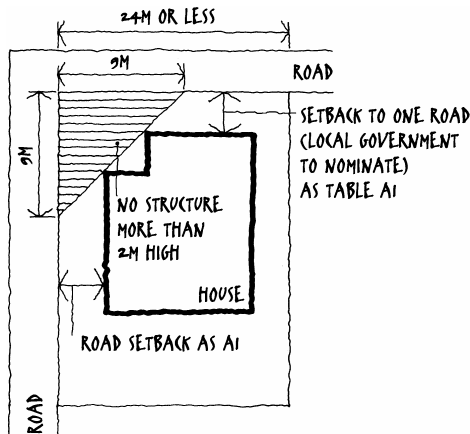 24M OR LESS
9M
ROAD
9M
SETBACK TO ONE ROAD
(LOCAL GOVERNMENT
TO NOMINATE)
AS TABLE A1
NO STRUCTURE
MORE THAN
2M HIGH
HOUSE
ROAD SETBACK AS A1
ROAD